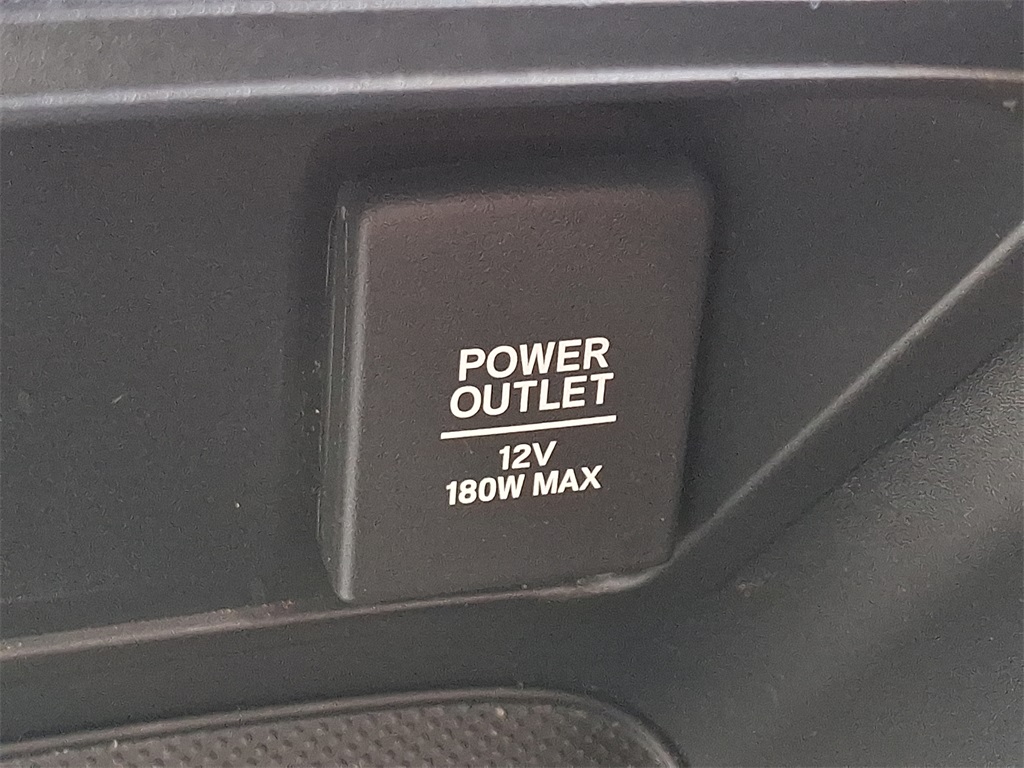 POWER
OUTLET
12V
180W MAX